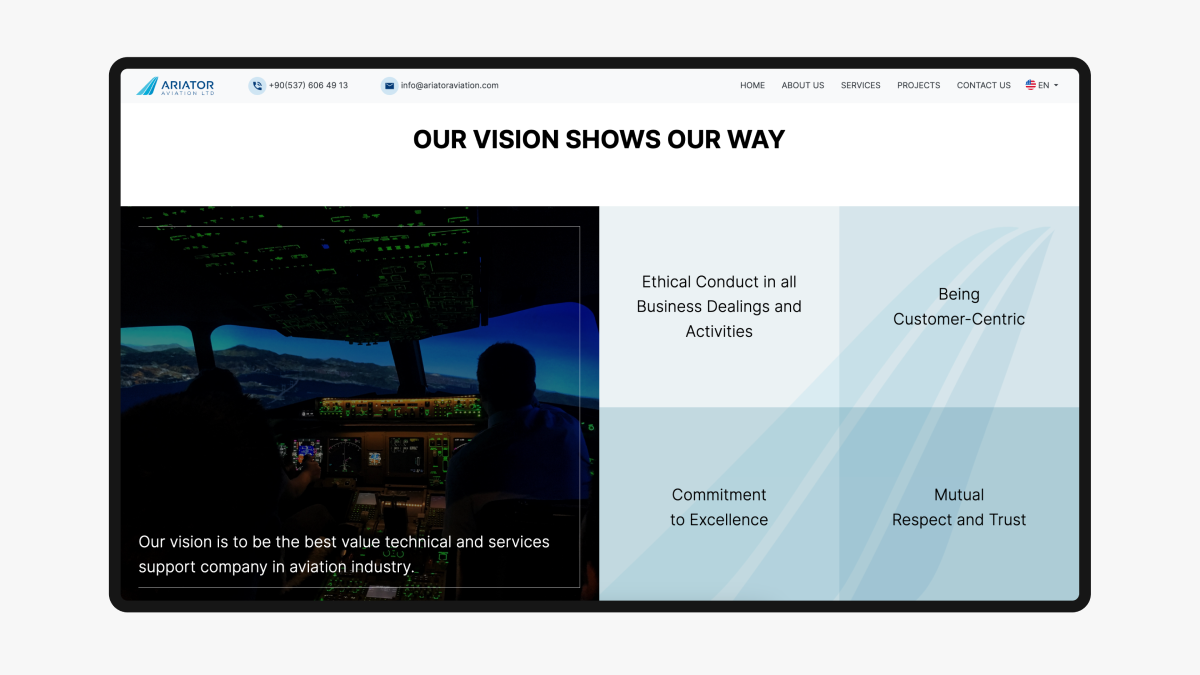 ARIATOR
AVIATION LTD
+90(537) 606 49 13
info@ariatoraviation.com
HOME
ABOUT US
SERVICES
PROJECTS
CONTACT US
EN
OUR VISION SHOWS OUR WAY
Our vision is to be the best value technical and services
support company in aviation industry.
Ethical Conduct in all
Business Dealings and
Activities
Being
Customer-Centric
Commitment
to Excellence
Mutual
Respect and Trust